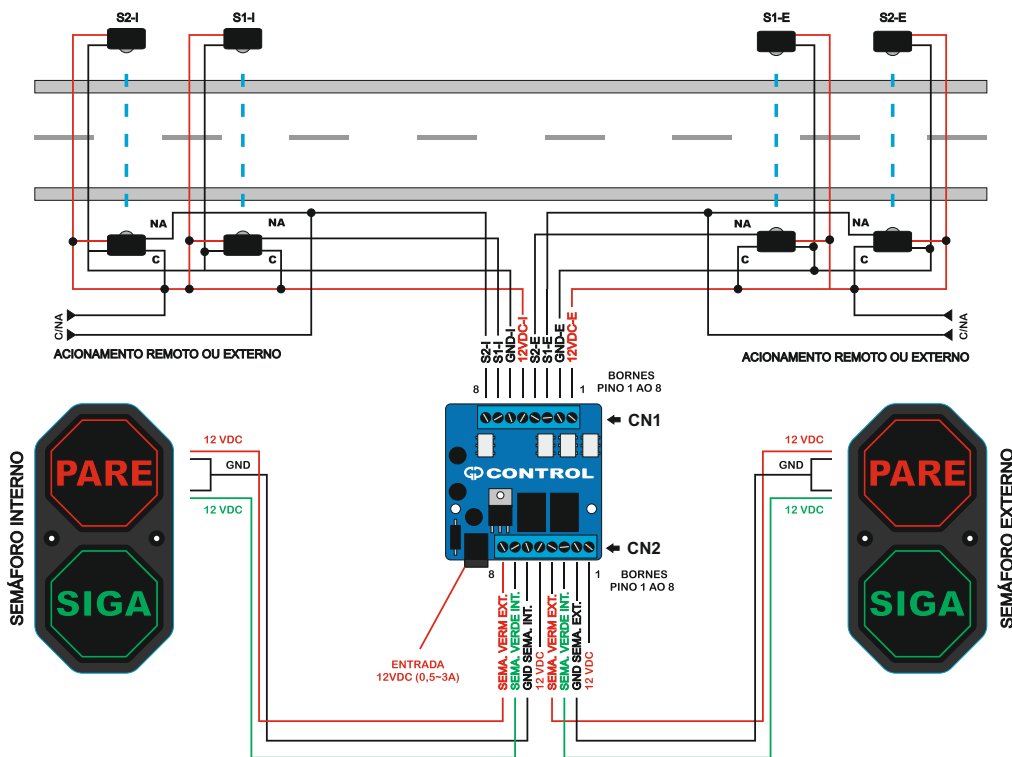 S2-I
S1-I
S1-E
S2-E
NA
NA
NA
NA
C
C
C
C
C/NA
C/NA
ACIONAMENTO REMOTO OU EXTERNO
ACIONAMENTO REMOTO OU EXTERNO
S2-I
S1-I
GND-I
12VDC-I
S2-E
S1-E
GND-E
12VDC-E
8
1
BORNES
PINO 1 AO 8
CN1
GP CONTROL
SEMÁFORO INTERNO
PARE
SIGA
12 VDC
GND
12 VDC
12 VDC
GND
12 VDC
PARE
SIGA
SEMÁFORO EXTERNO
CN2
8
1
BORNES
PINO 1 AO 8
SEMA. VERM EXT.
SEMA. VERDE INT.
GND SEMA. INT.
12 VDC
SEMA. VERM EXT.
SEMA. VERDE INT.
GND SEMA. EXT.
12 VDC
ENTRADA
12VDC (0,5~3A)